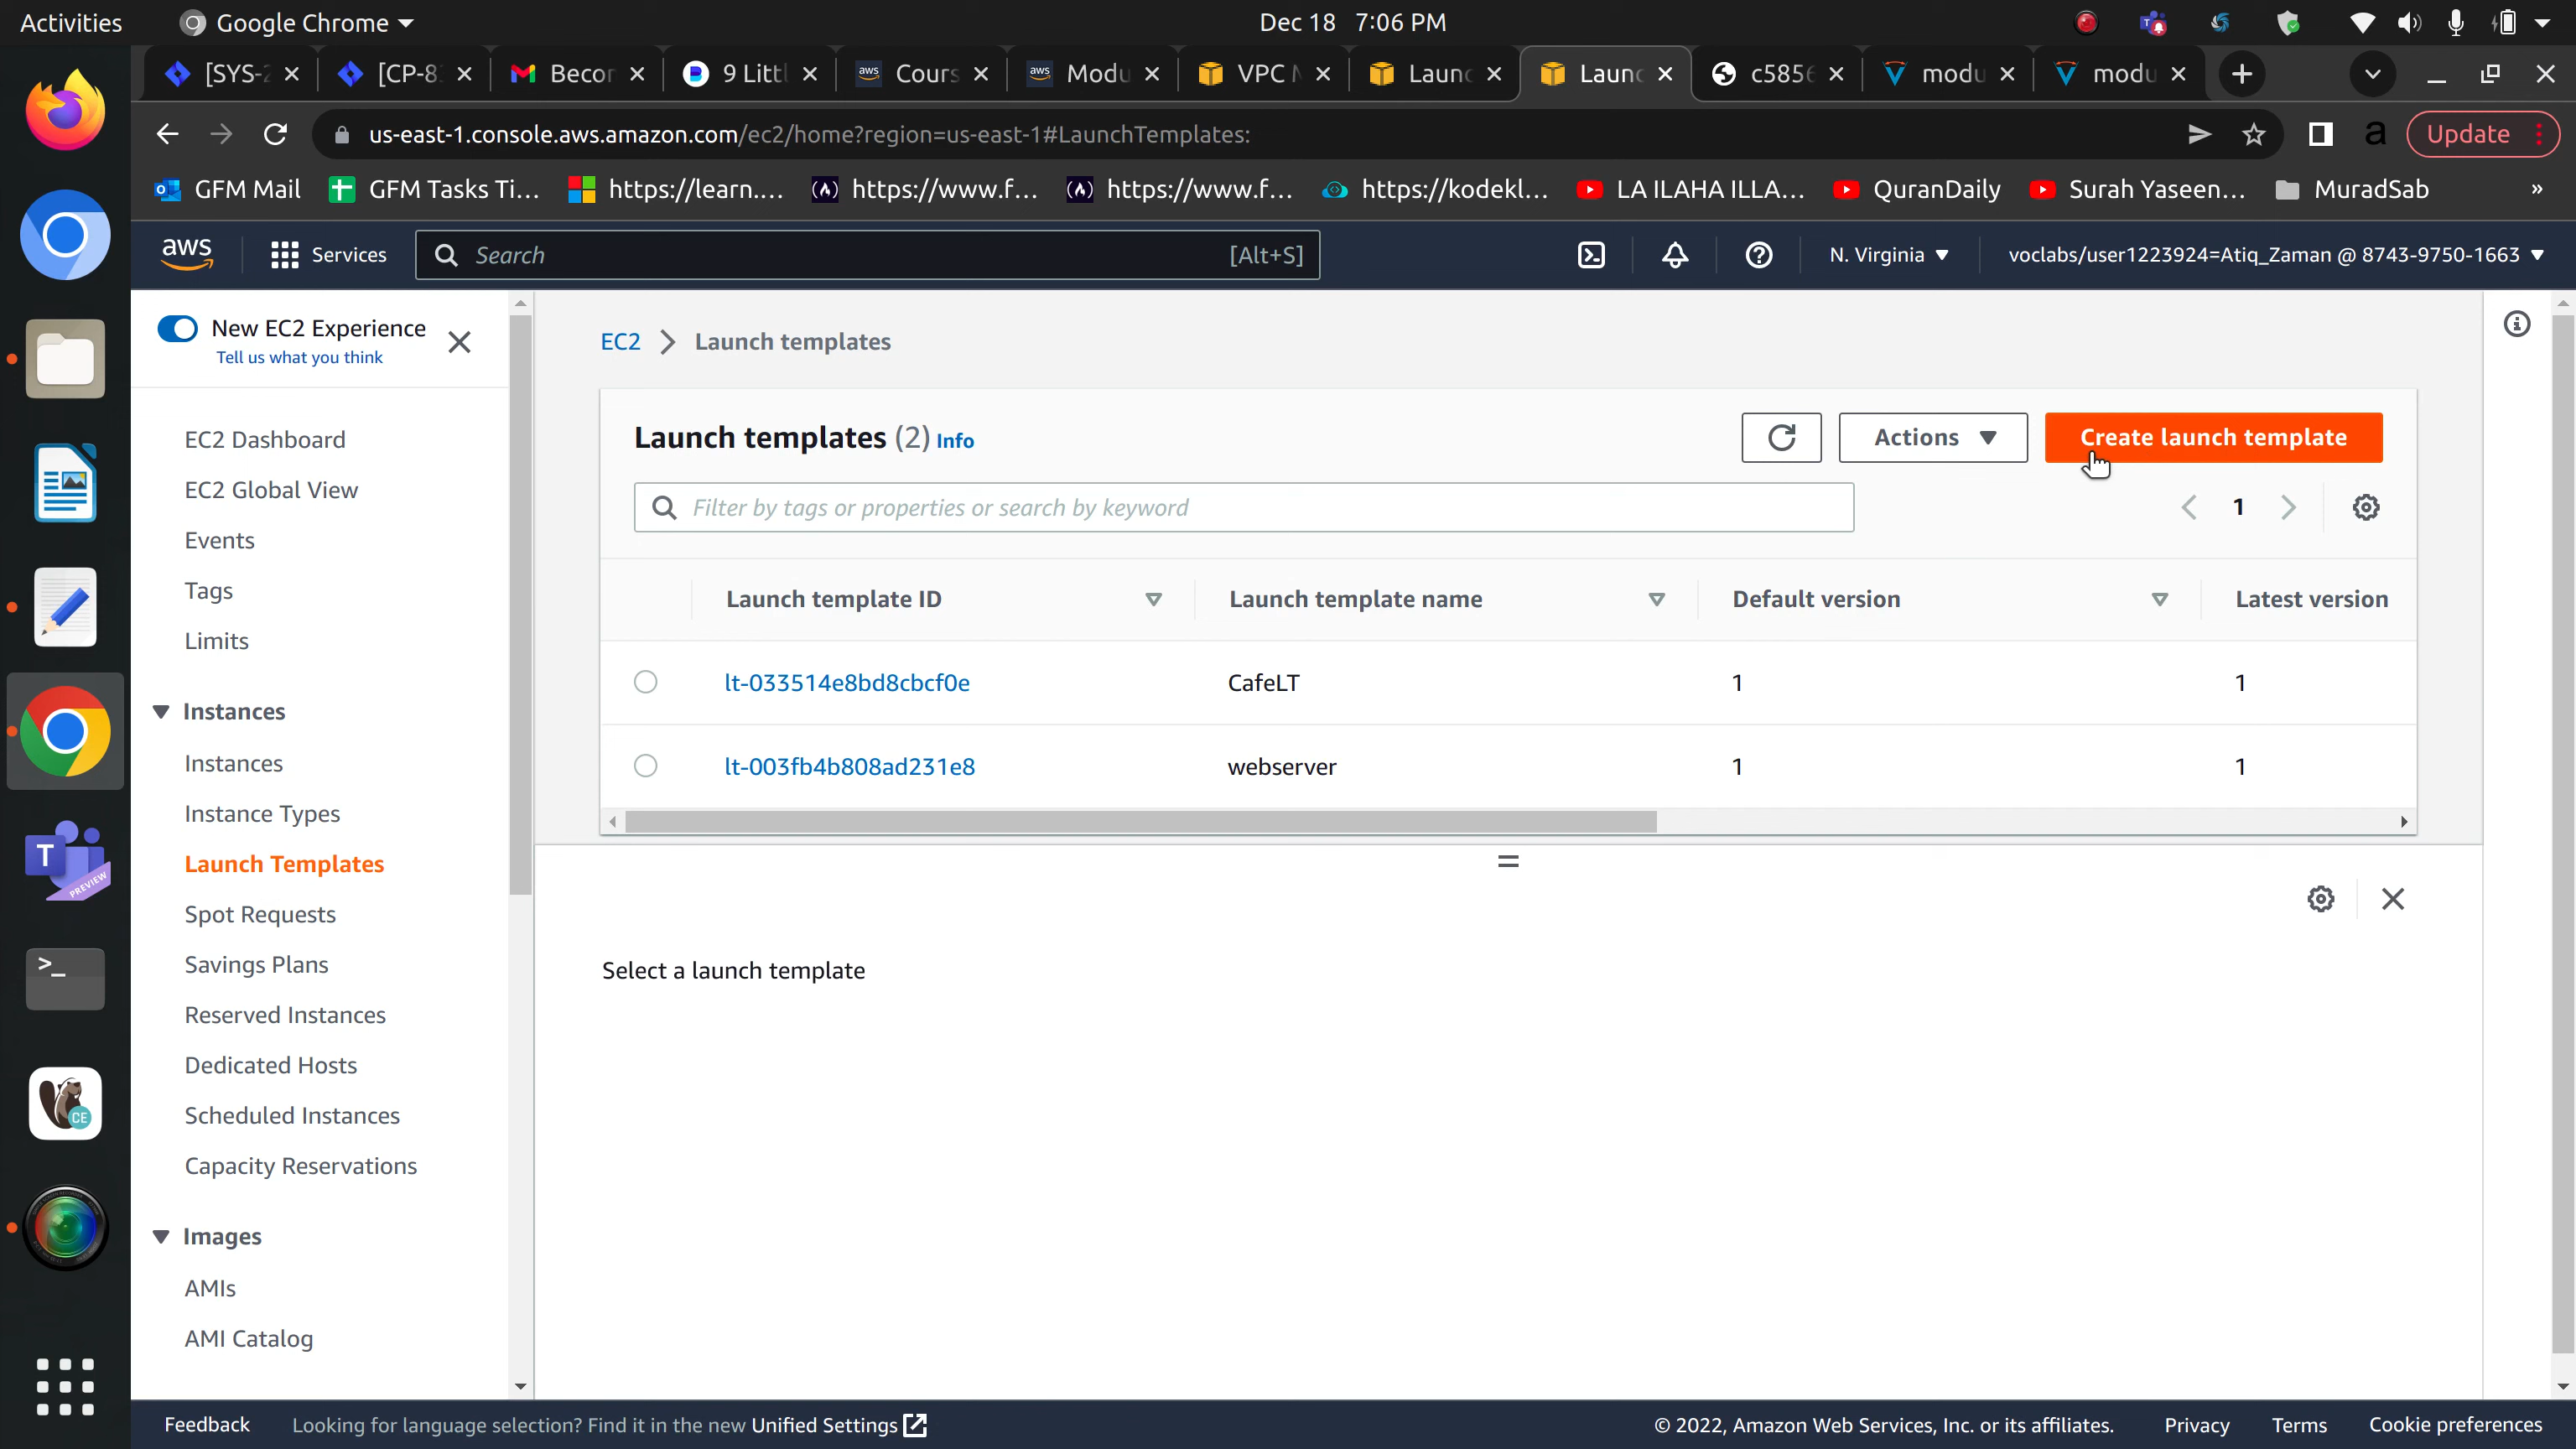 Activities
Google Chrome
Dec 18 7:06 PM
[SYS-2
[CP-8
Becor
9 Littl
Cours
Modu
VPC
Launc
Launc
c585
modu
modu
us-east-1.console.aws.amazon.com/ec2/home?region=us-east-1#LaunchTemplates:
a
Update
GFM Mail
GFM Tasks Ti...
https://learn....
https://www.f...
https://www.f...
https://kodekl...
LA ILAHA ILLA...
QuranDaily
Surah Yaseen...
MuradSab
»
aws
Services
Search
[Alt+S]
N. Virginia
voclabs/user1223924=Atiq_Zaman @ 8743-9750-1663
New EC2 Experience
Tell us what you think
EC2 Dashboard
EC2 Global View
Events
Tags
Limits
Instances
Instances
Instance Types
Launch Templates
Spot Requests
Savings Plans
Reserved Instances
Dedicated Hosts
Scheduled Instances
Capacity Reservations
Images
AMIs
AMI Catalog
EC2 > Launch templates
Launch templates (2) Info
Actions
Create launch template
Filter by tags or properties or search by keyword
1
Launch template ID
Launch template name
Default version
Latest version
lt-033514e8bd8cbcf0e
CafeLT
1
1
lt-003fb4b808ad231e8
webserver
1
1
Select a launch template
Feedback
Looking for language selection? Find it in the new Unified Settings
© 2022, Amazon Web Services, Inc. or its affiliates.
Privacy
Terms
Cookie preferences